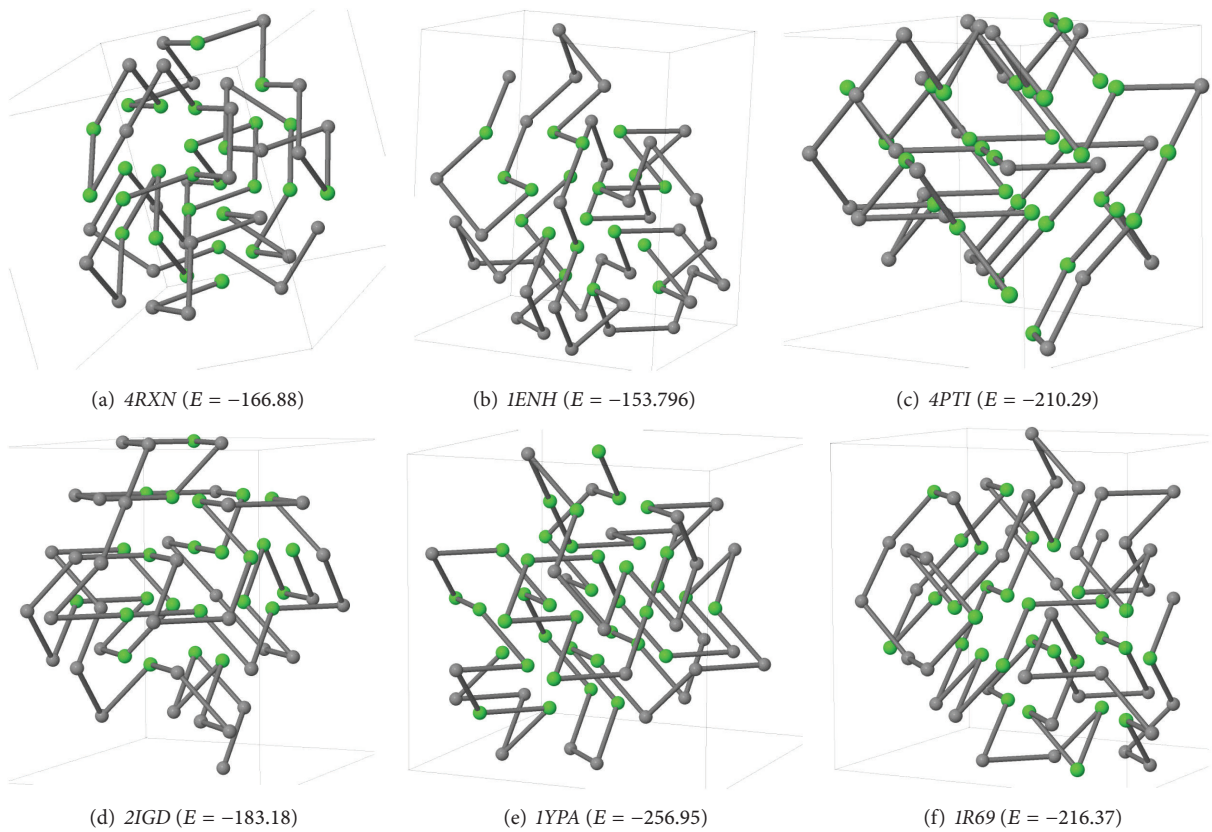 (a) 4RXN (E = −166.88)
(b) 1ENH (E = −153.796)
(c) 4PTI (E = −210.29)
(d) 2IGD (E = −183.18)
(e) 1YPA (E = −256.95)
(f) 1R69 (E = −216.37)